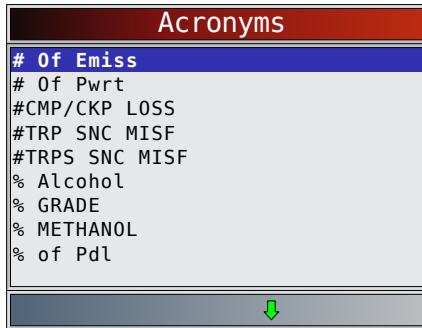 Acronyms
# Of Emiss
# Of Pwrt
#CMP/CKP LOSS
#TRP SNC MISF
#TRPS SNC MISF
% Alcohol
% GRADE
% METHANOL
% of Pdl